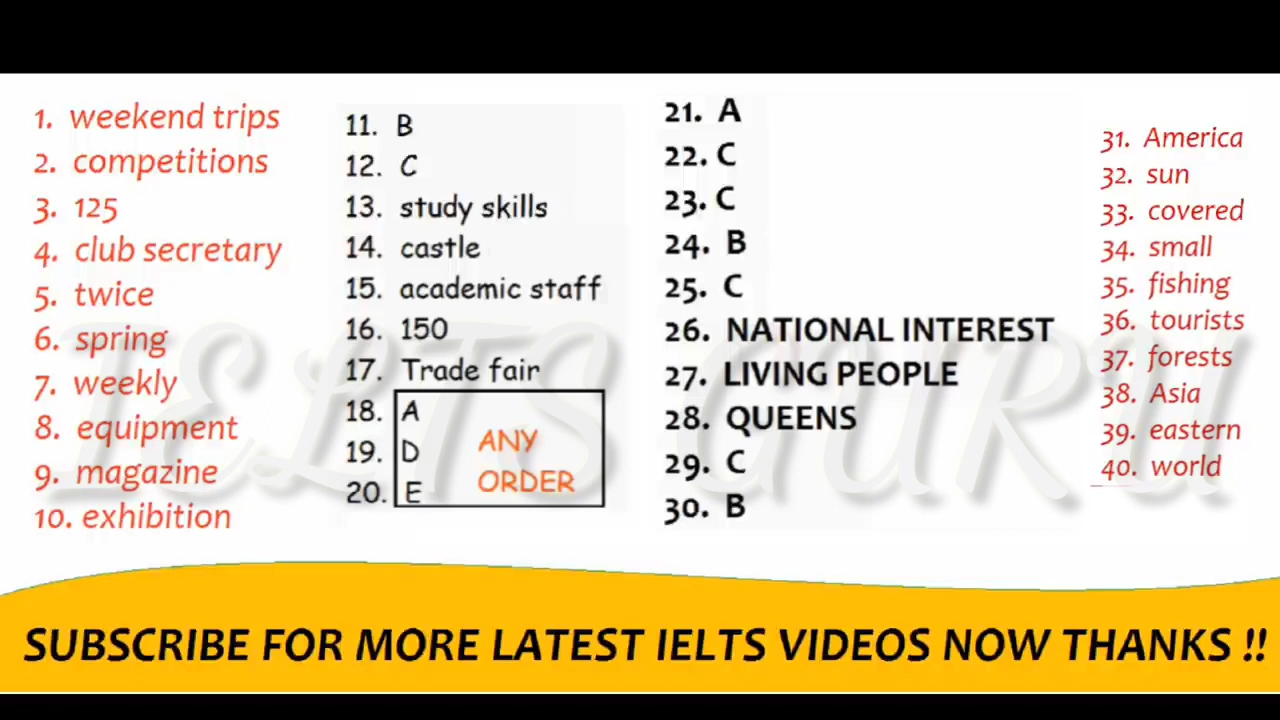 1. weekend trips
2. competitions
3. 125
4. club secretary
5. twice
6. spring
7. weekly
8. equipment
9. magazine
10. exhibition
11. B
12. C
13. study skills
14. castle
15. academic staff
16. 150
17. Trade fair
18. A
19. D
20. E
ANY
ORDER
21. A
22. C
23. C
24. B
25. C
26. NATIONAL INTEREST
27. LIVING PEOPLE
28. QUEENS
29. C
30. B
31. America
32. sun
33. covered
34. small
35. fishing
36. tourists
37. forests
38. Asia
39. eastern
40. world
IELTS GURU
SUBSCRIBE FOR MORE LATEST IELTS VIDEOS NOW THANKS !!